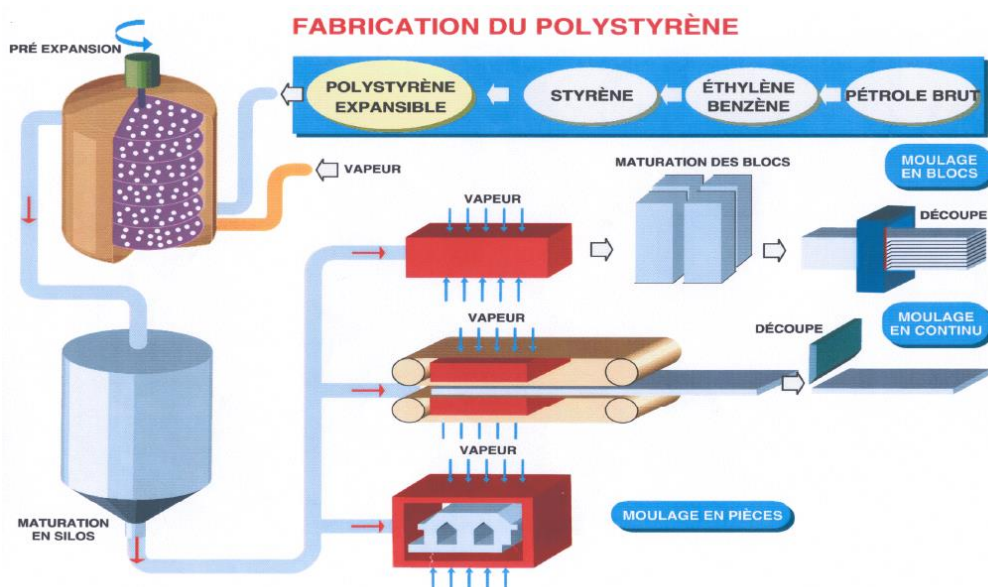 FABRICATION DU POLYSTYRÈNE
PRÉ EXPANSION
POLYSTYRÈNE
EXPANSIBLE
STYRÈNE
ÉTHYLÈNE
BENZÈNE
PÉTROLE BRUT
VAPEUR
MATURATION DES BLOCS
MOULAGE
EN BLOCS
VAPEUR
DÉCOUPE
VAPEUR
DÉCOUPE
MOULAGE
EN CONTINU
VAPEUR
MATURATION
EN SILOS
MOULAGE EN PIÈCES